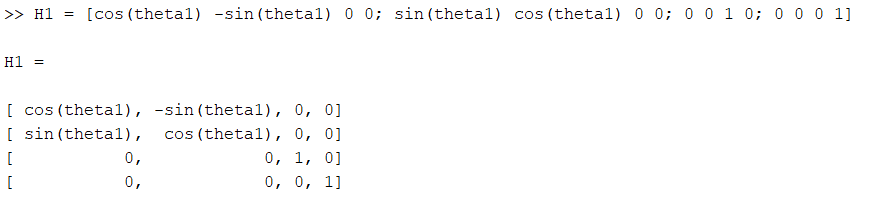 >> H1 = [cos(theta1) -sin(theta1) 0 0; sin(theta1) cos(theta1) 0 0; 0 0 1 0; 0 0 0 1]
H1 =
[ cos(theta1), -sin(theta1), 0, 0]
[ sin(theta1),  cos(theta1), 0, 0]
[           0,            0, 1, 0]
[           0,            0, 0, 1]